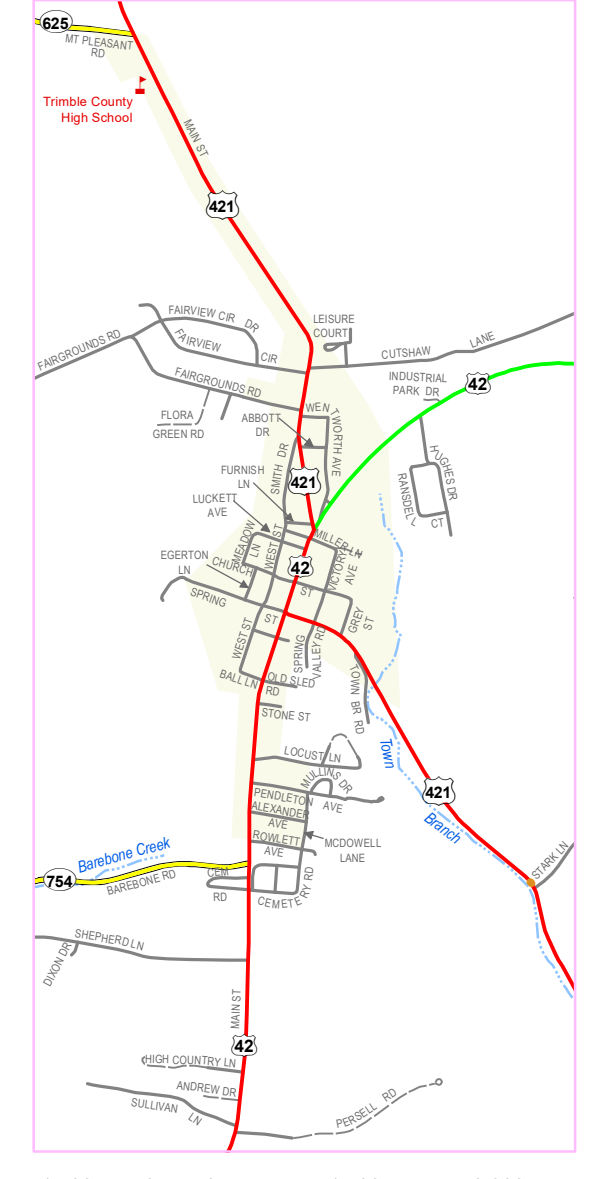 625
MT PLEASANT
RD
Trimble County
High School
MAIN ST
421
LEISURE
COURT
FAIRVIEW CIR DR
FAIRVIEW CIR
FAIRGROUNDS RD
CUTSHAW LANE
INDUSTRIAL
PARK DR
42
FAIRGROUNDS RD
FLORA
GREEN RD
ABBOTT
DR
WENTWORTH AVE
SMITH DR
HUGHES DR
RANSDELL CT
FURNISH
LN
421
LUCKETT
AVE
MEADOW
LN
WEST ST
MILLER LN
EGERTON
LN
CHURCH ST
42
VICTORY
AVE
SPRING ST
GREY
ST
WEST ST
SPRING
VALLEY RD
BALL LN
OLD SLED
RD
TOWN BR RD
STONE ST
LOCUST LN
Town
Branch
MULLINS DR
PENDLETON AVE
421
ALEXANDER
AVE
ROWLETT
AVE
MCDOWELL
LANE
Barebone Creek
754
BAREBONE RD
CEM
RD
CEMETERY RD
STARK LN
SHEPHERD LN
DIXON DR
MAIN ST
42
HIGH COUNTRY LN
ANDREW DR
SULLIVAN LN
PERSELL RD